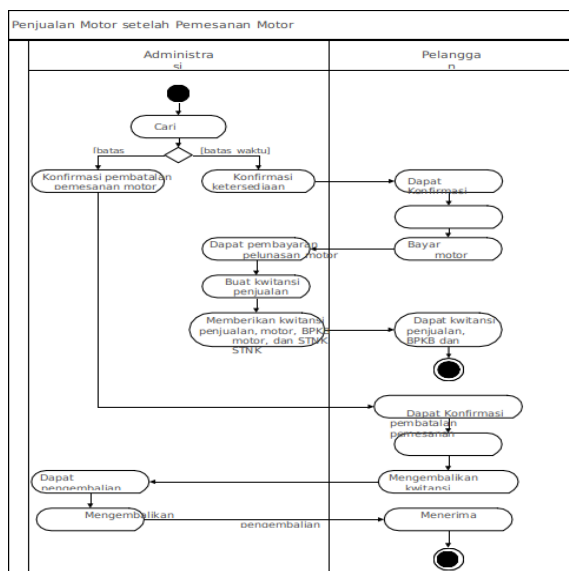 Penjualan Motor setelah Pemesanan Motor
Administra
si
Pelangga
n
Cari
[batas
[batas waktu]
Konfirmasi pembatalan
pemesanan motor
Konfirmasi
ketersediaan
Dapat
Konfirmasi
Dapat pembayaran
pelunasan motor
Bayar
motor
Buat kwitansi
penjualan
Memberikan kwitansi
penjualan, motor, BPKB
motor, dan STNK
STNK
Dapat kwitansi
penjualan,
BPKB dan
Dapat Konfirmasi
pembatalan
pemesanan
Dapat
pengembalian
Mengembalikan
kwitansi
Mengembalikan
pengembalian
Menerima